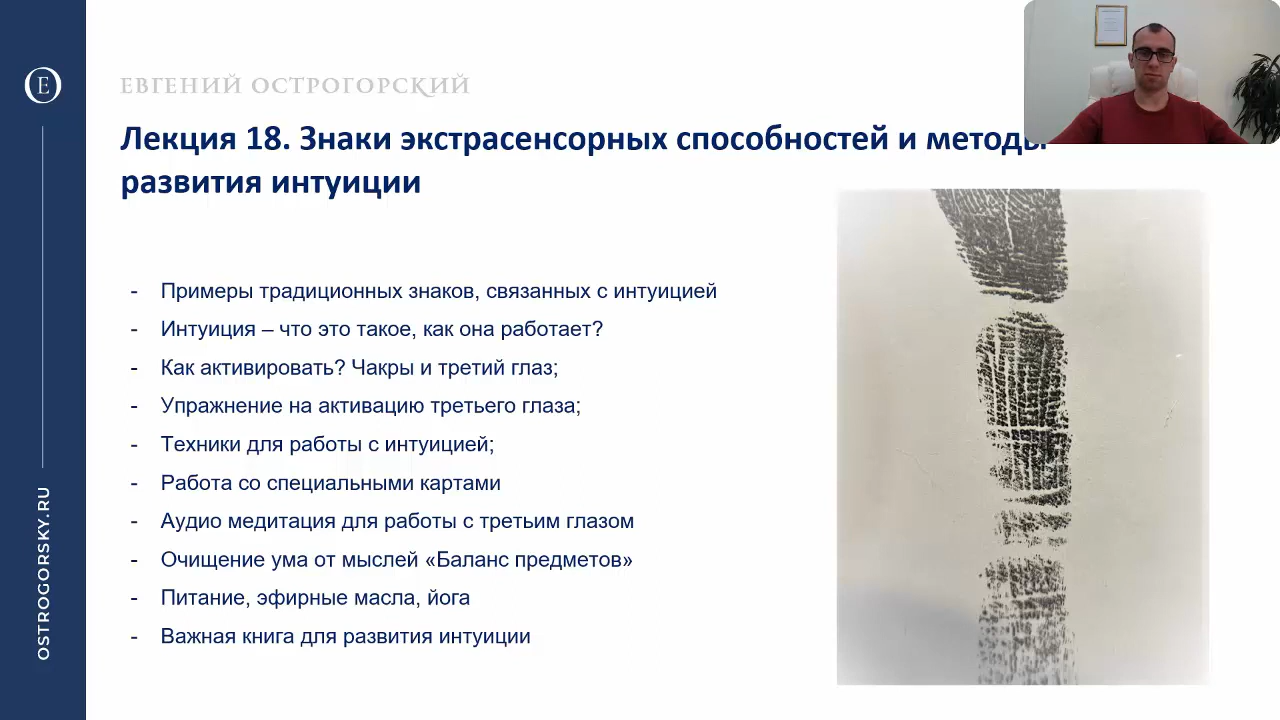 ЕВГЕНИЙ ОСТРОГОРСКИЙ
Лекция 18. Знаки экстрасенсорных способностей и методы
развития интуиции
- Примеры традиционных знаков, связанных с интуицией
- Интуиция – что это такое, как она работает?
- Как активировать? Чакры и третий глаз;
- Упражнение на активацию третьего глаза;
- Техники для работы с интуицией;
- Работа со специальными картами
- Аудио медитация для работы с третьим глазом
- Очищение ума от мыслей «Баланс предметов»
- Питание, эфирные масла, йога
- Важная книга для развития интуиции
OSTROGORSKY.RU